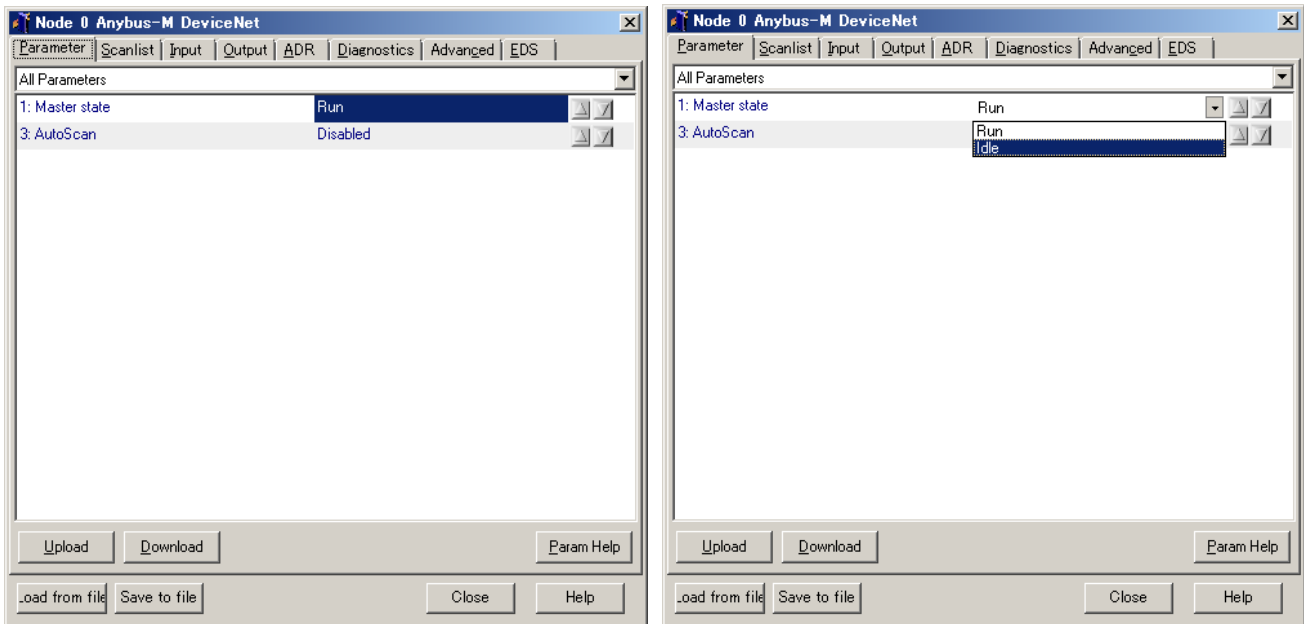 Node 0 Anybus-M DeviceNet
Parameter Scanlist Input Output ADR Diagnostics Advanced EDS
All Parameters
1: Master state Run
3: AutoScan Disabled
Upload Download Param Help
Load from file Save to file Close Help
Node 0 Anybus-M DeviceNet
Parameter Scanlist Input Output ADR Diagnostics Advanced EDS
All Parameters
1: Master state Run
3: AutoScan Run
Idle
Upload Download Param Help
Load from file Save to file Close Help